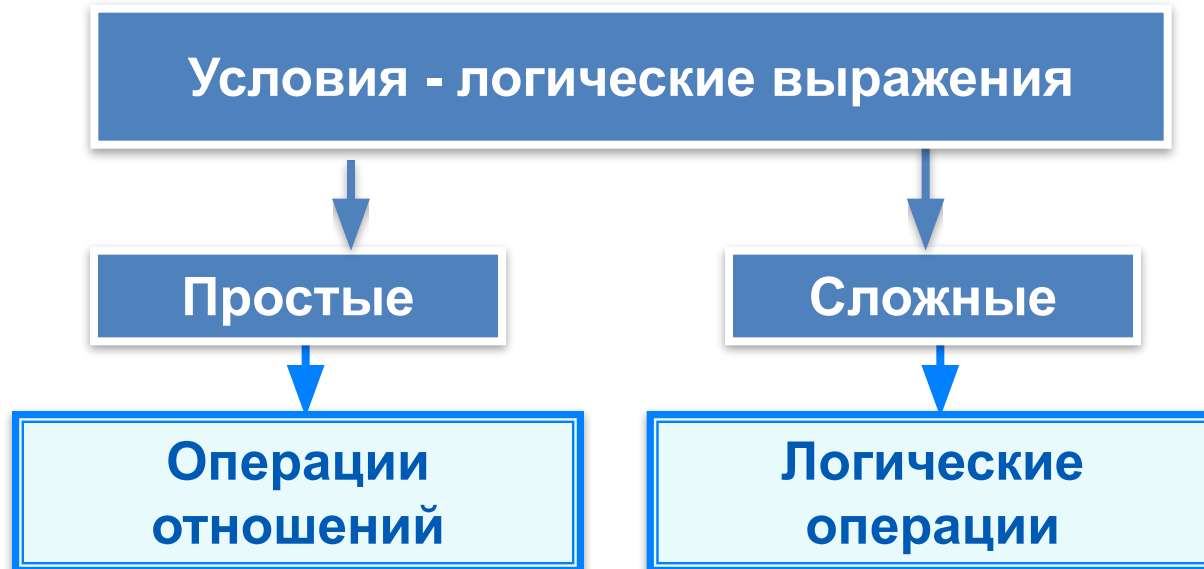 Условия - логические выражения
Простые
Сложные
Операции
отношений
Логические
операции